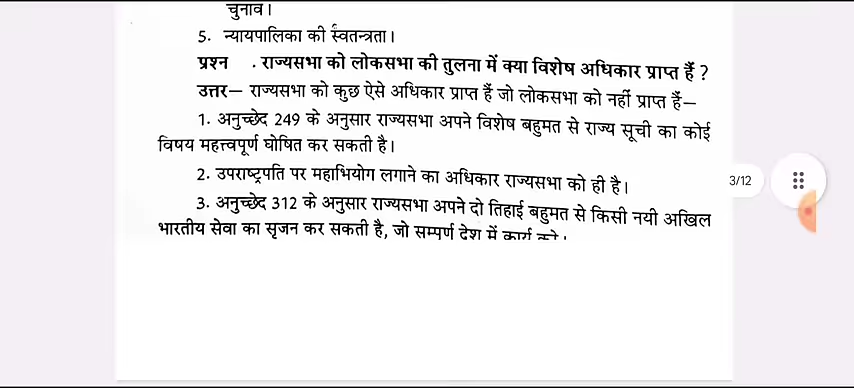 चुनाव।
5. न्यायपालिका की स्वतन्त्रता।
प्रश्न . राज्यसभा को लोकसभा की तुलना में क्या विशेष अधिकार प्राप्त हैं ?
उत्तर— राज्यसभा को कुछ ऐसे अधिकार प्राप्त हैं जो लोकसभा को नहीं प्राप्त हैं—
1. अनुच्छेद 249 के अनुसार राज्यसभा अपने विशेष बहुमत से राज्य सूची का कोई
विषय महत्त्वपूर्ण घोषित कर सकती है।
2. उपराष्ट्रपति पर महाभियोग लगाने का अधिकार राज्यसभा को ही है।
3/12
3. अनुच्छेद 312 के अनुसार राज्यसभा अपने दो तिहाई बहुमत से किसी नयी अखिल
भारतीय सेवा का सृजन कर सकती है, जो सम्पर्ण देश में कार्य करे।